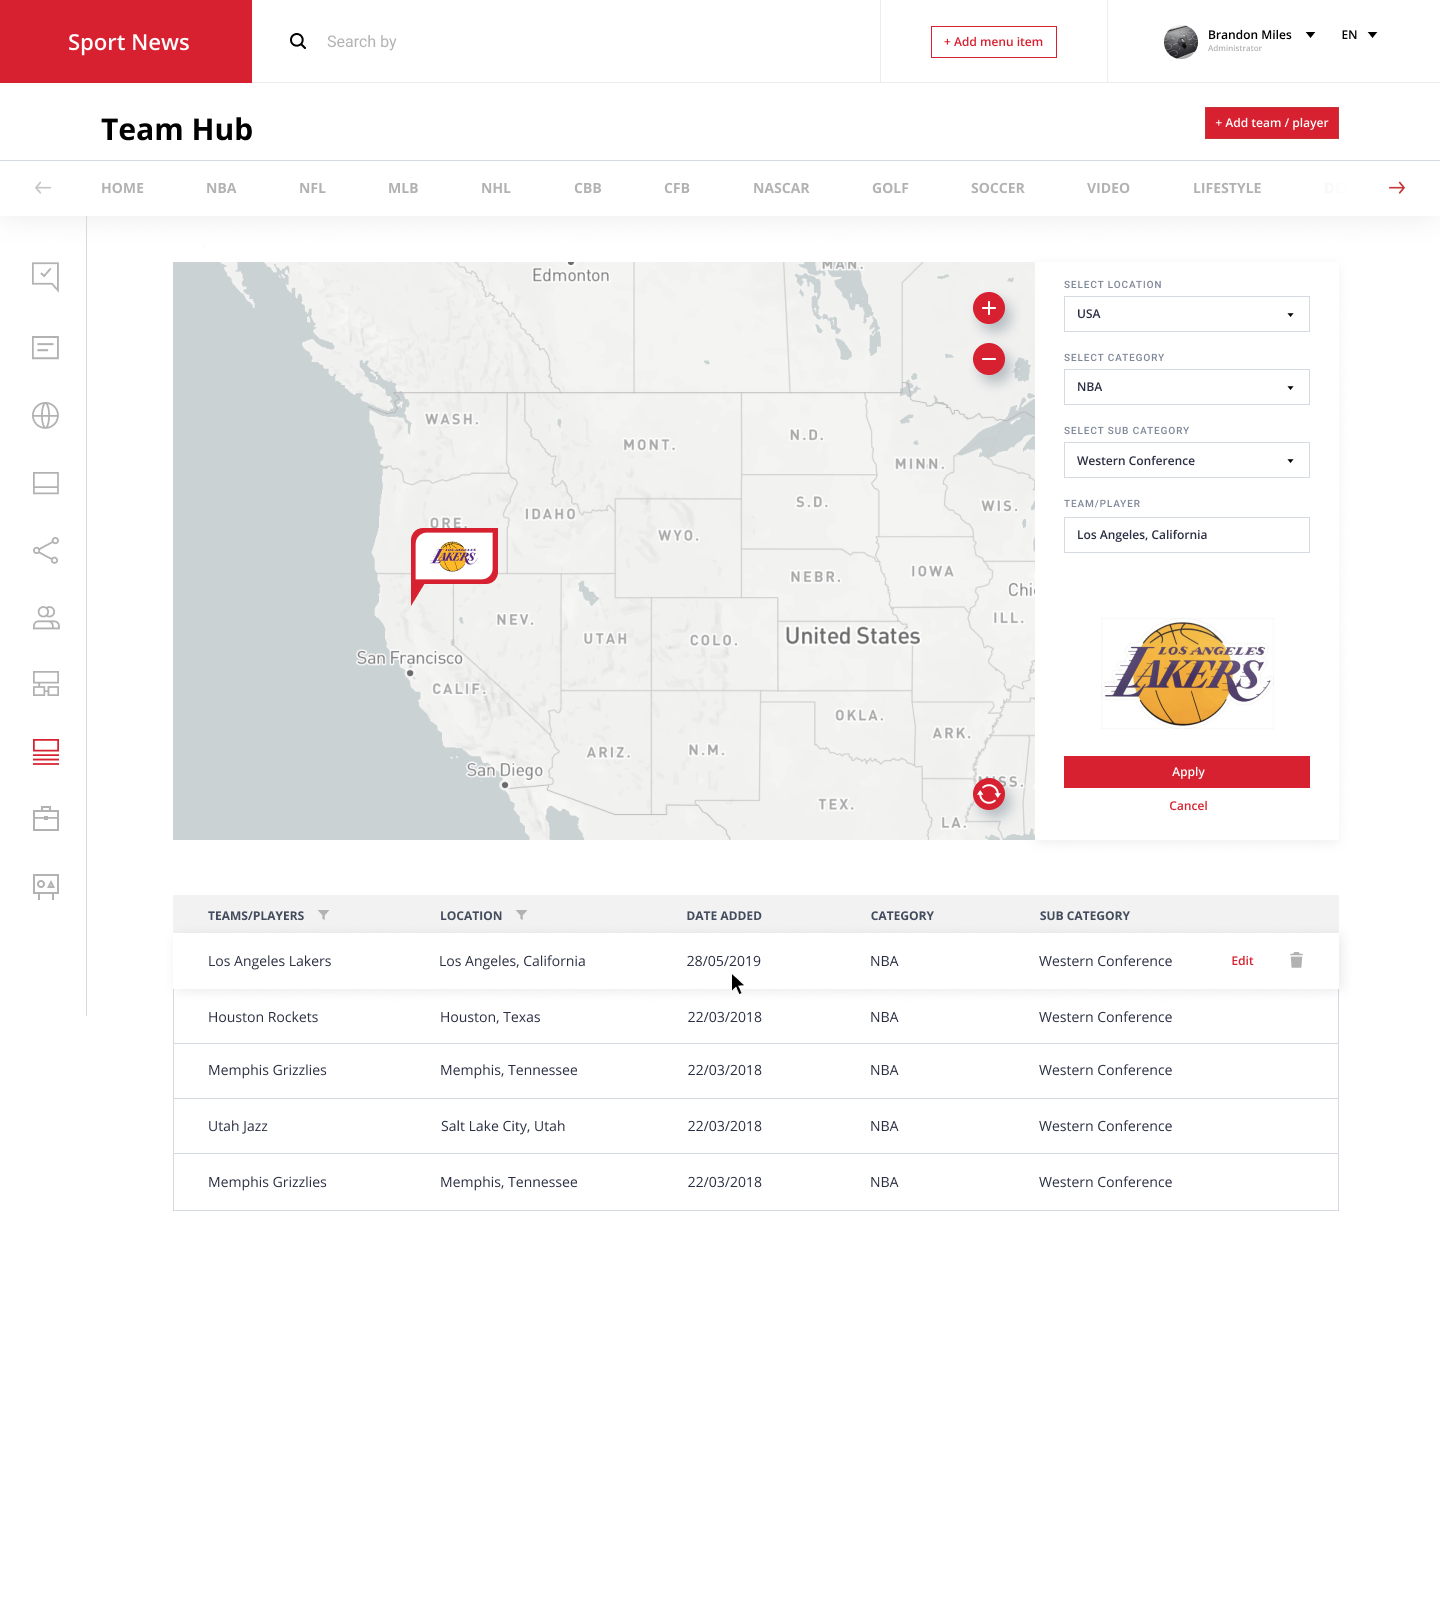 Sport News
Search by
+ Add menu item
Brandon Miles
Administrator
EN
Team Hub
+ Add team / player
HOME NBA NFL MLB NHL CBB CFB NASCAR GOLF SOCCER VIDEO LIFESTYLE
Edmonton
MAN.
WASH.
MONT.
N.D.
MINN.
ORE.
IDAHO
WYO.
S.D.
WIS.
LOS ANGELES
LAKERS
NEBR.
IOWA
Chi
NEV.
UTAH
COLO.
United States
ILL.
San Francisco
CALIF.
OKLA.
ARK.
ARIZ.
N.M.
San Diego
MISS.
TEX.
LA.
SELECT LOCATION
USA
SELECT CATEGORY
NBA
SELECT SUB CATEGORY
Western Conference
TEAM/PLAYER
Los Angeles, California
LOS ANGELES
LAKERS
Apply
Cancel
TEAMS/PLAYERS LOCATION DATE ADDED CATEGORY SUB CATEGORY
Los Angeles Lakers Los Angeles, California 28/05/2019 NBA Western Conference Edit
Houston Rockets Houston, Texas 22/03/2018 NBA Western Conference
Memphis Grizzlies Memphis, Tennessee 22/03/2018 NBA Western Conference
Utah Jazz Salt Lake City, Utah 22/03/2018 NBA Western Conference
Memphis Grizzlies Memphis, Tennessee 22/03/2018 NBA Western Conference